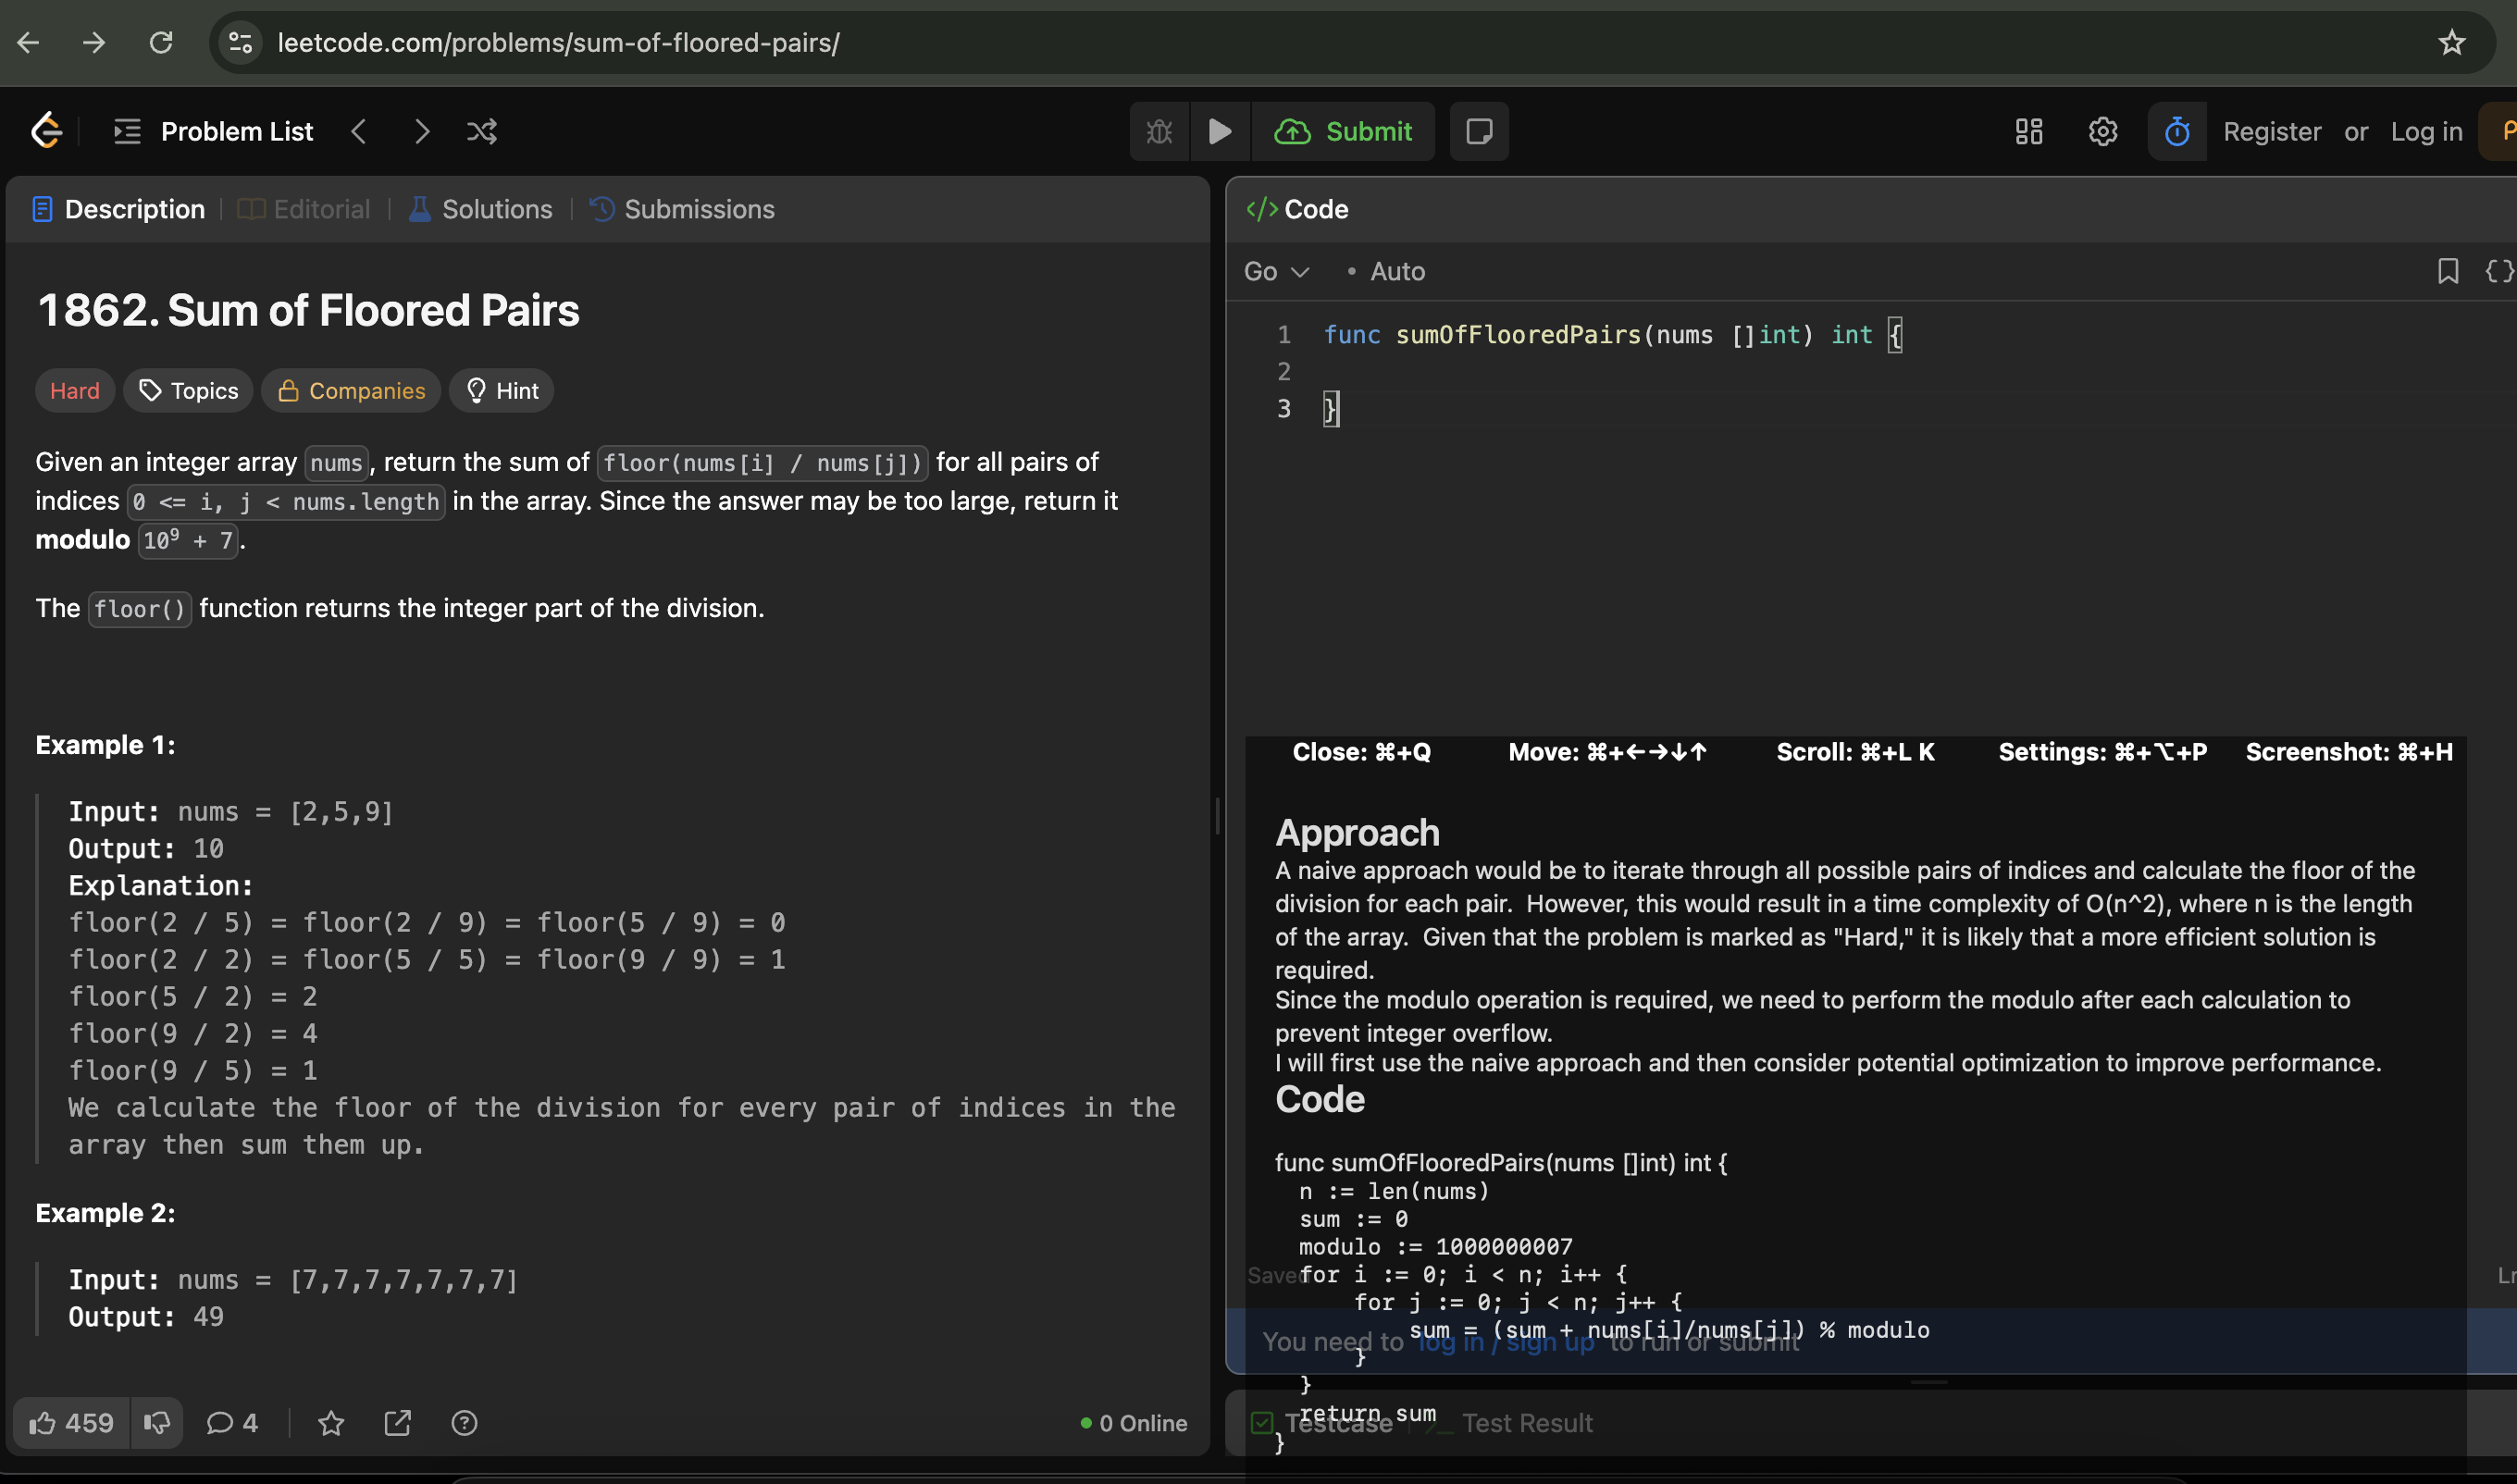 leetcode.com/problems/sum-of-floored-pairs/
Problem List
Submit
Register or Log in
Description
Editorial
Solutions
Submissions
1862. Sum of Floored Pairs
Hard
Topics
Companies
Hint
Given an integer array nums, return the sum of floor(nums[i] / nums[j]) for all pairs of
indices 0 <= i, j < nums.length in the array. Since the answer may be too large, return it
modulo 10⁹ + 7.
The floor() function returns the integer part of the division.
Example 1:
Input: nums = [2,5,9]
Output: 10
Explanation:
floor(2 / 5) = floor(2 / 9) = floor(5 / 9) = 0
floor(2 / 2) = floor(5 / 5) = floor(9 / 9) = 1
floor(5 / 2) = 2
floor(9 / 2) = 4
floor(9 / 5) = 1
We calculate the floor of the division for every pair of indices in the
array then sum them up.
Example 2:
Input: nums = [7,7,7,7,7,7,7]
Output: 49
459
4
0 Online
</> Code
Go
• Auto
{}
1 func sumOfFlooredPairs(nums []int) int {
2
3 }
Close: ⌘+Q Move: ⌘+←→↓↑ Scroll: ⌘+L K Settings: ⌘+⌥+P Screenshot: ⌘+H
Approach
A naive approach would be to iterate through all possible pairs of indices and calculate the floor of the
division for each pair. However, this would result in a time complexity of O(n^2), where n is the length
of the array. Given that the problem is marked as "Hard," it is likely that a more efficient solution is
required.
Since the modulo operation is required, we need to perform the modulo after each calculation to
prevent integer overflow.
I will first use the naive approach and then consider potential optimization to improve performance.
Code
func sumOfFlooredPairs(nums []int) int {
n := len(nums)
sum := 0
modulo := 1000000007
for i := 0; i < n; i++ {
for j := 0; j < n; j++ {
sum = (sum + nums[i]/nums[j]) % modulo
}
}
return sum
}
Saved
You need to log in / sign up to run or submit
Testcase
Test Result